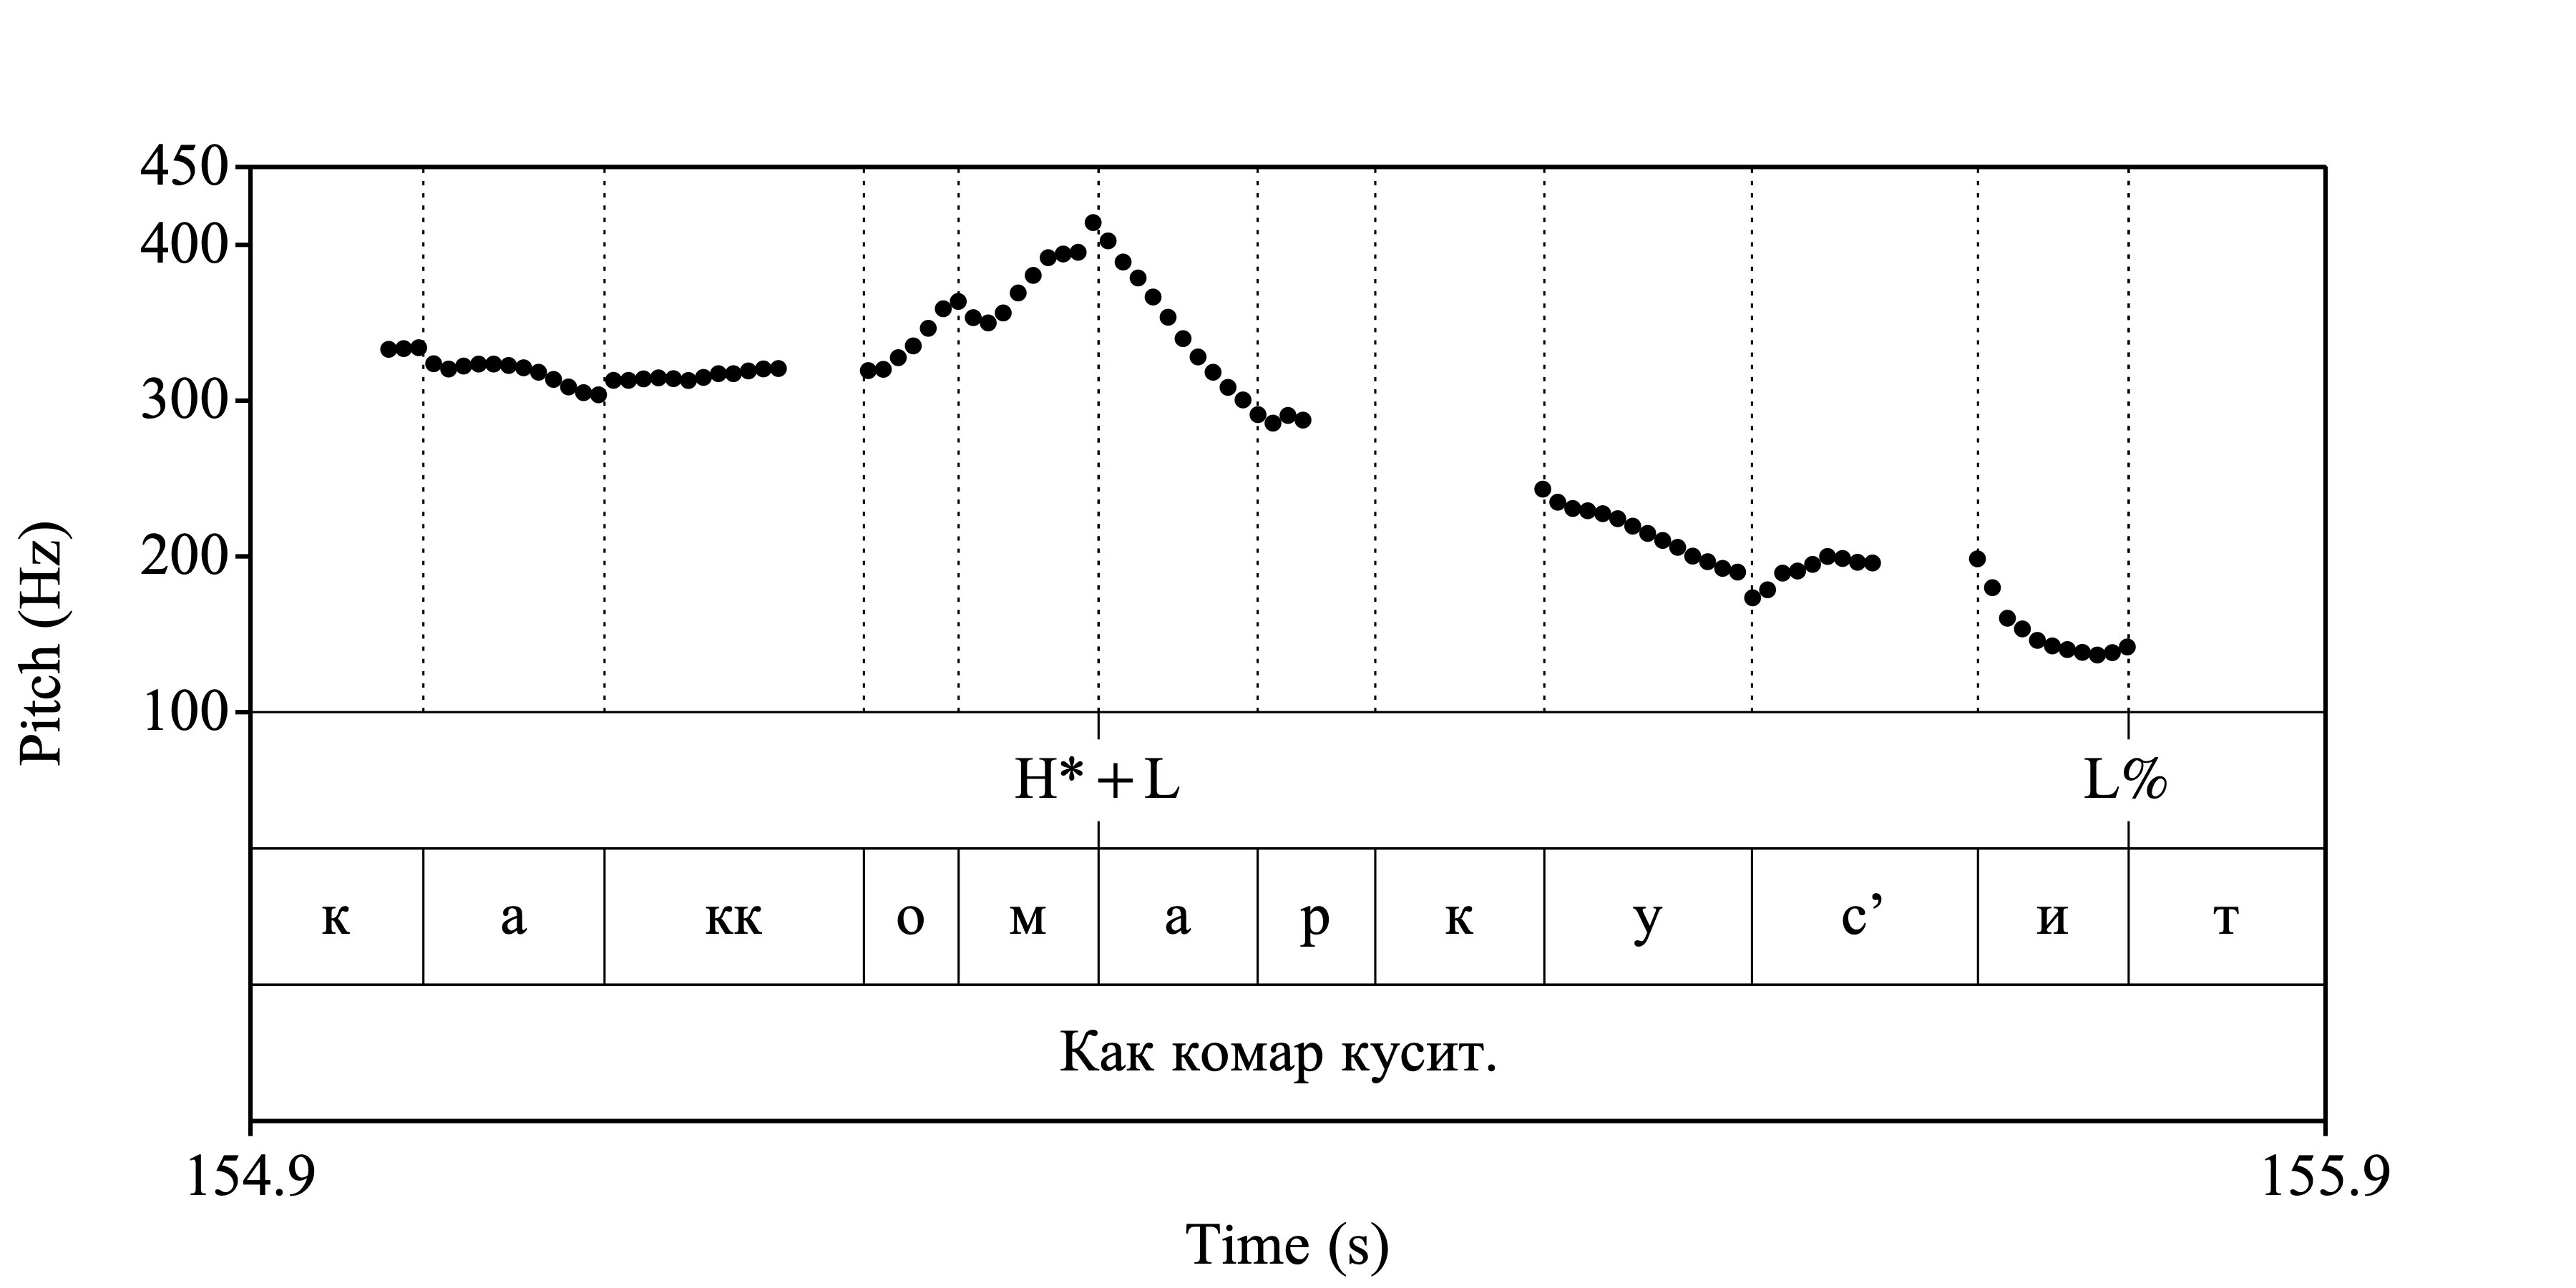 450
400
300
200
100
Pitch (Hz)
H*+L L%
к а кк о м а р к у с’ и т
Как комар кусит.
154.9 155.9
Time (s)